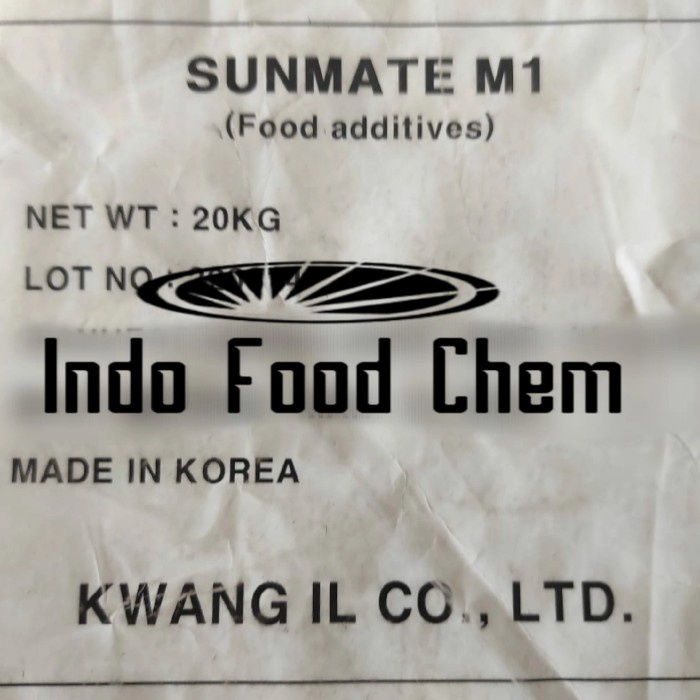 SUNMATE M1
(Food additives)
NET WT : 20KG
LOT NO :
Indo Food Chem
MADE IN KOREA
KWANG IL CO., LTD.